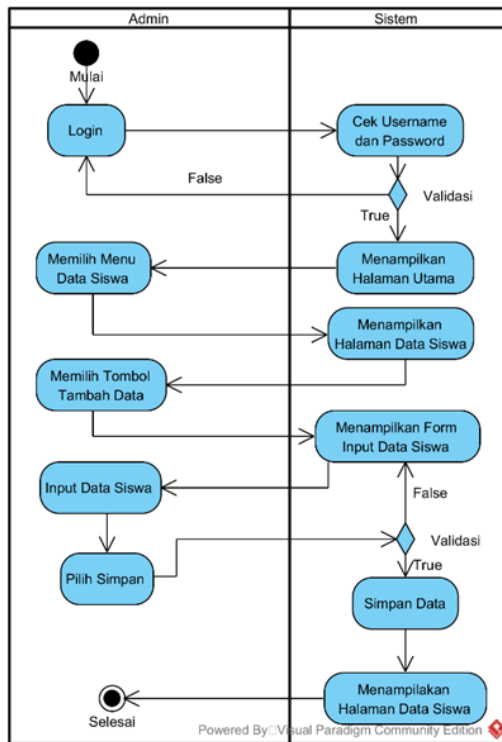 Admin
Sistem
Mulai
Login
Cek Username
dan Password
False
Validasi
True
Memilih Menu
Data Siswa
Menampilkan
Halaman Utama
Menampilkan
Halaman Data Siswa
Memilih Tombol
Tambah Data
Menampilkan Form
Input Data Siswa
Input Data Siswa
False
Validasi
Pilih Simpan
True
Simpan Data
Menampilakan
Halaman Data Siswa
Selesai
Powered By Visual Paradigm Community Edition